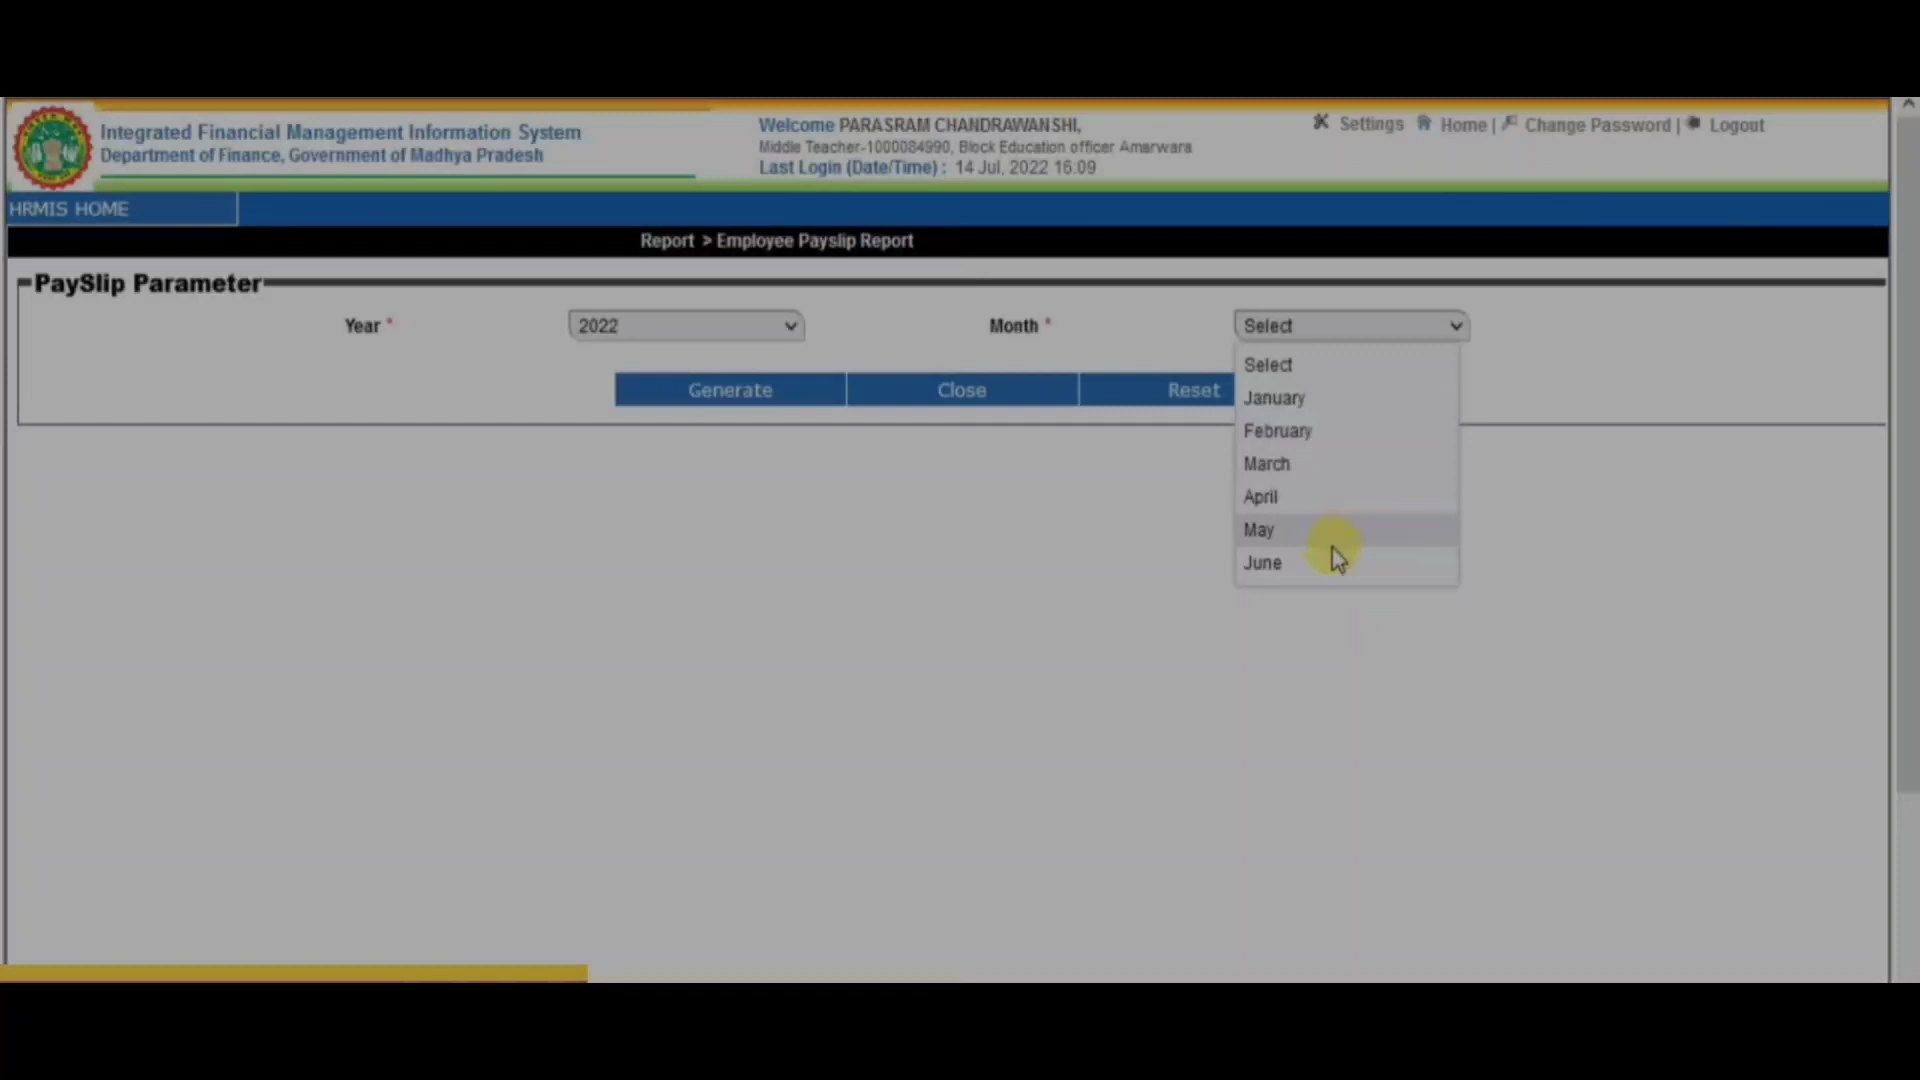 Integrated Financial Management Information System
Department of Finance, Government of Madhya Pradesh
Welcome PARASRAM CHANDRAWANSHI,
Middle Teacher-1000084990, Block Education officer Amarwara
Last Login (Date/Time) : 14 Jul, 2022 16:09
Settings Home | Change Password | Logout
HRMIS HOME
Report > Employee Payslip Report
PaySlip Parameter
Year * 2022 Month * Select
Generate Close Reset
Select
January
February
March
April
May
June